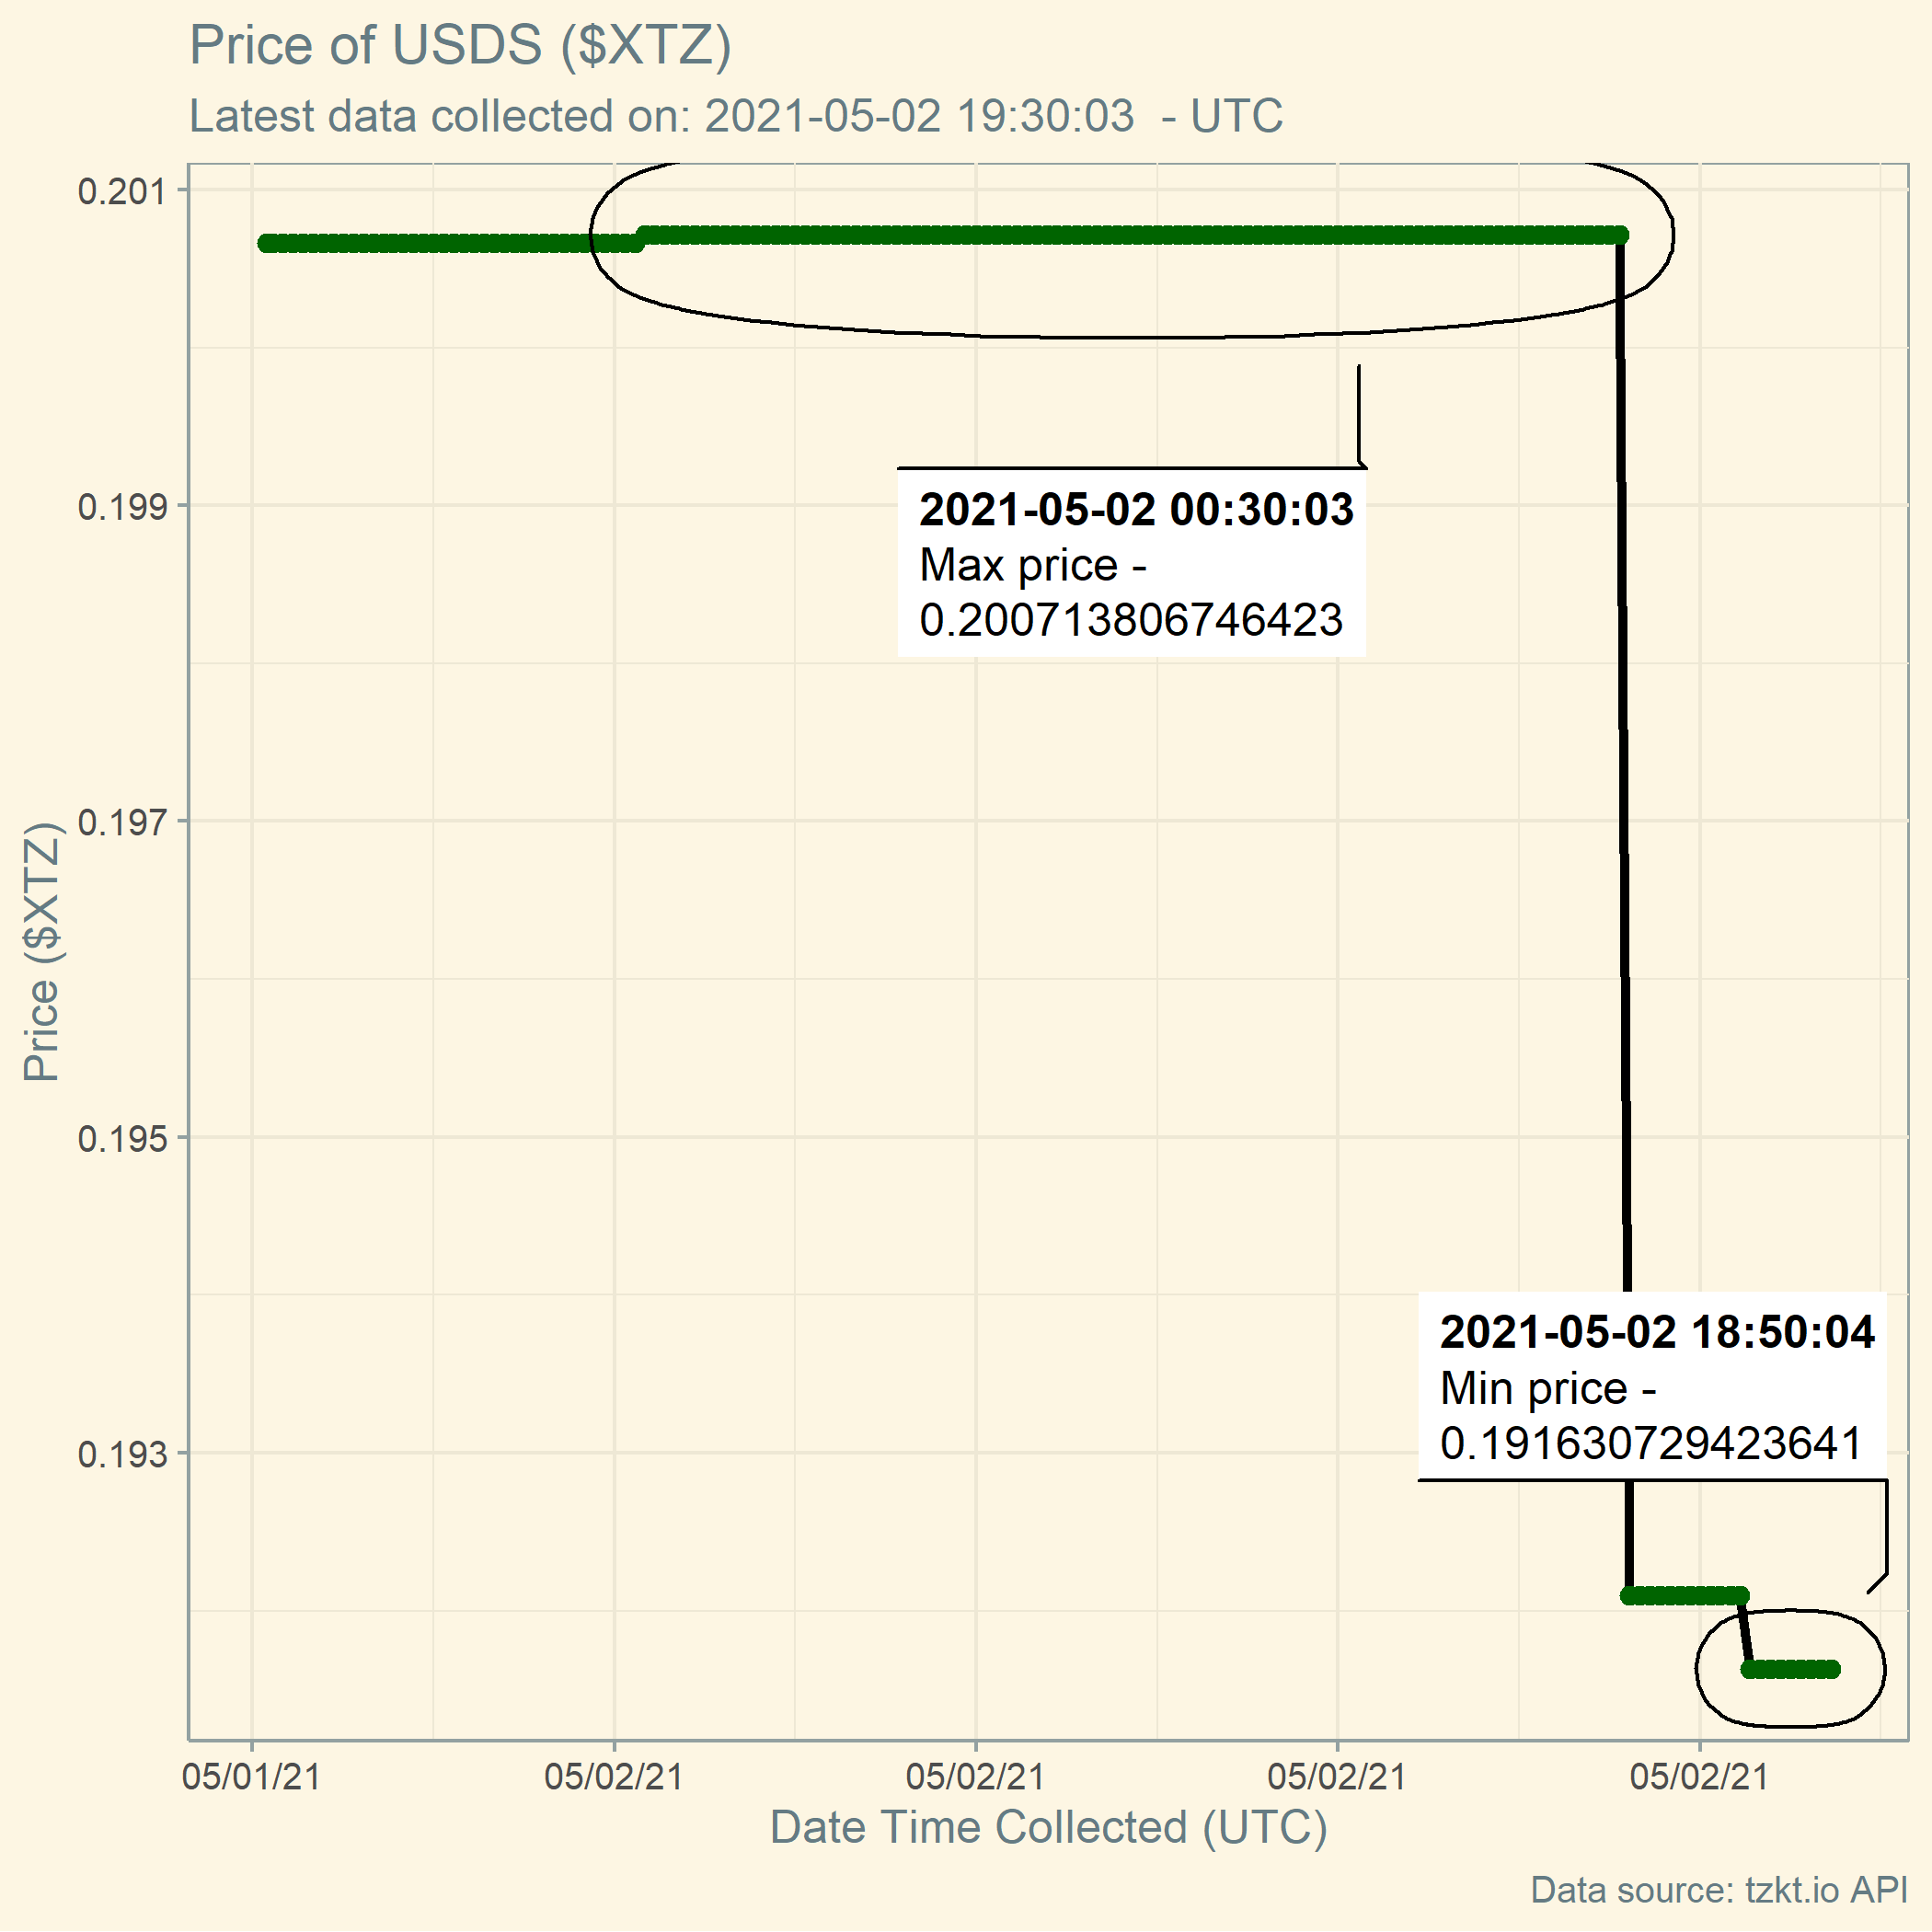 Price of USDS ($XTZ)
Latest data collected on: 2021-05-02 19:30:03  - UTC
0.201
0.199
0.197
0.195
0.193
Price ($XTZ)
2021-05-02 00:30:03
Max price -
0.200713806746423
2021-05-02 18:50:04
Min price -
0.191630729423641
05/01/21
05/02/21
05/02/21
05/02/21
05/02/21
Date Time Collected (UTC)
Data source: tzkt.io API